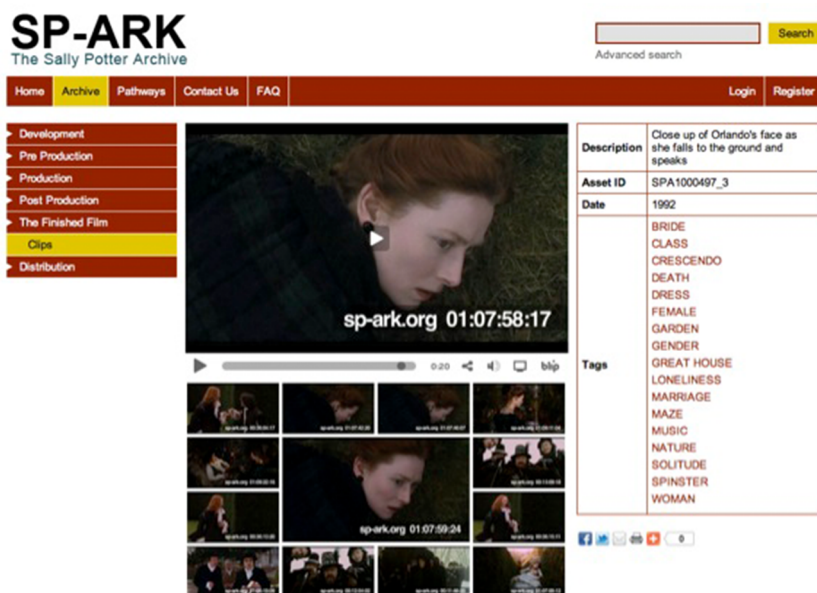 SP-ARK
The Sally Potter Archive
Search
Advanced search
Home Archive Pathways Contact Us FAQ Login Register
Development
Pre Production
Production
Post Production
The Finished Film
Clips
Distribution
sp-ark.org 01:07:58:17
0:20 blip
sp-ark.org 01:07:59:24
Description Close up of Orlando's face as
she falls to the ground and
speaks
Asset ID SPA1000497_3
Date 1992
Tags
BRIDE
CLASS
CRESCENDO
DEATH
DRESS
FEMALE
GARDEN
GENDER
GREAT HOUSE
LONELINESS
MARRIAGE
MAZE
MUSIC
NATURE
SOLITUDE
SPINSTER
WOMAN
0